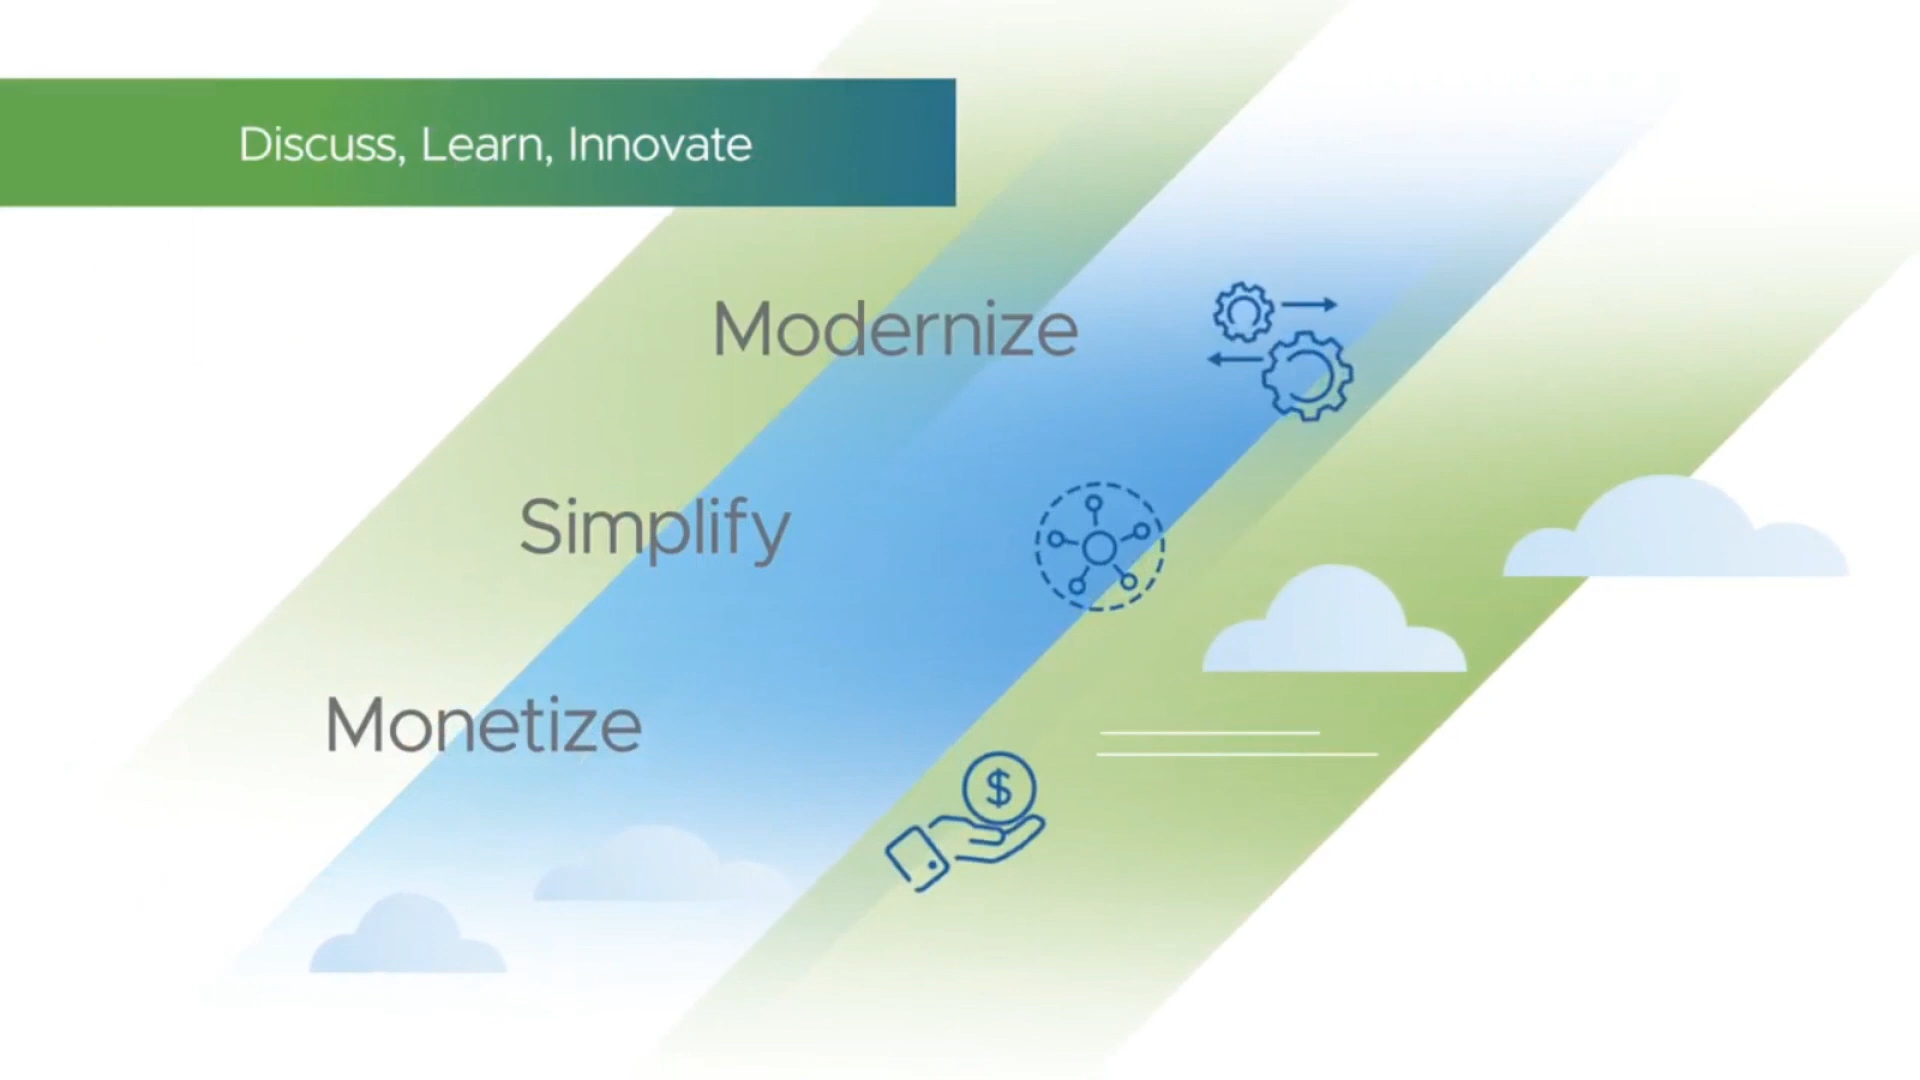 Discuss, Learn, Innovate
Modernize
Simplify
Monetize
$